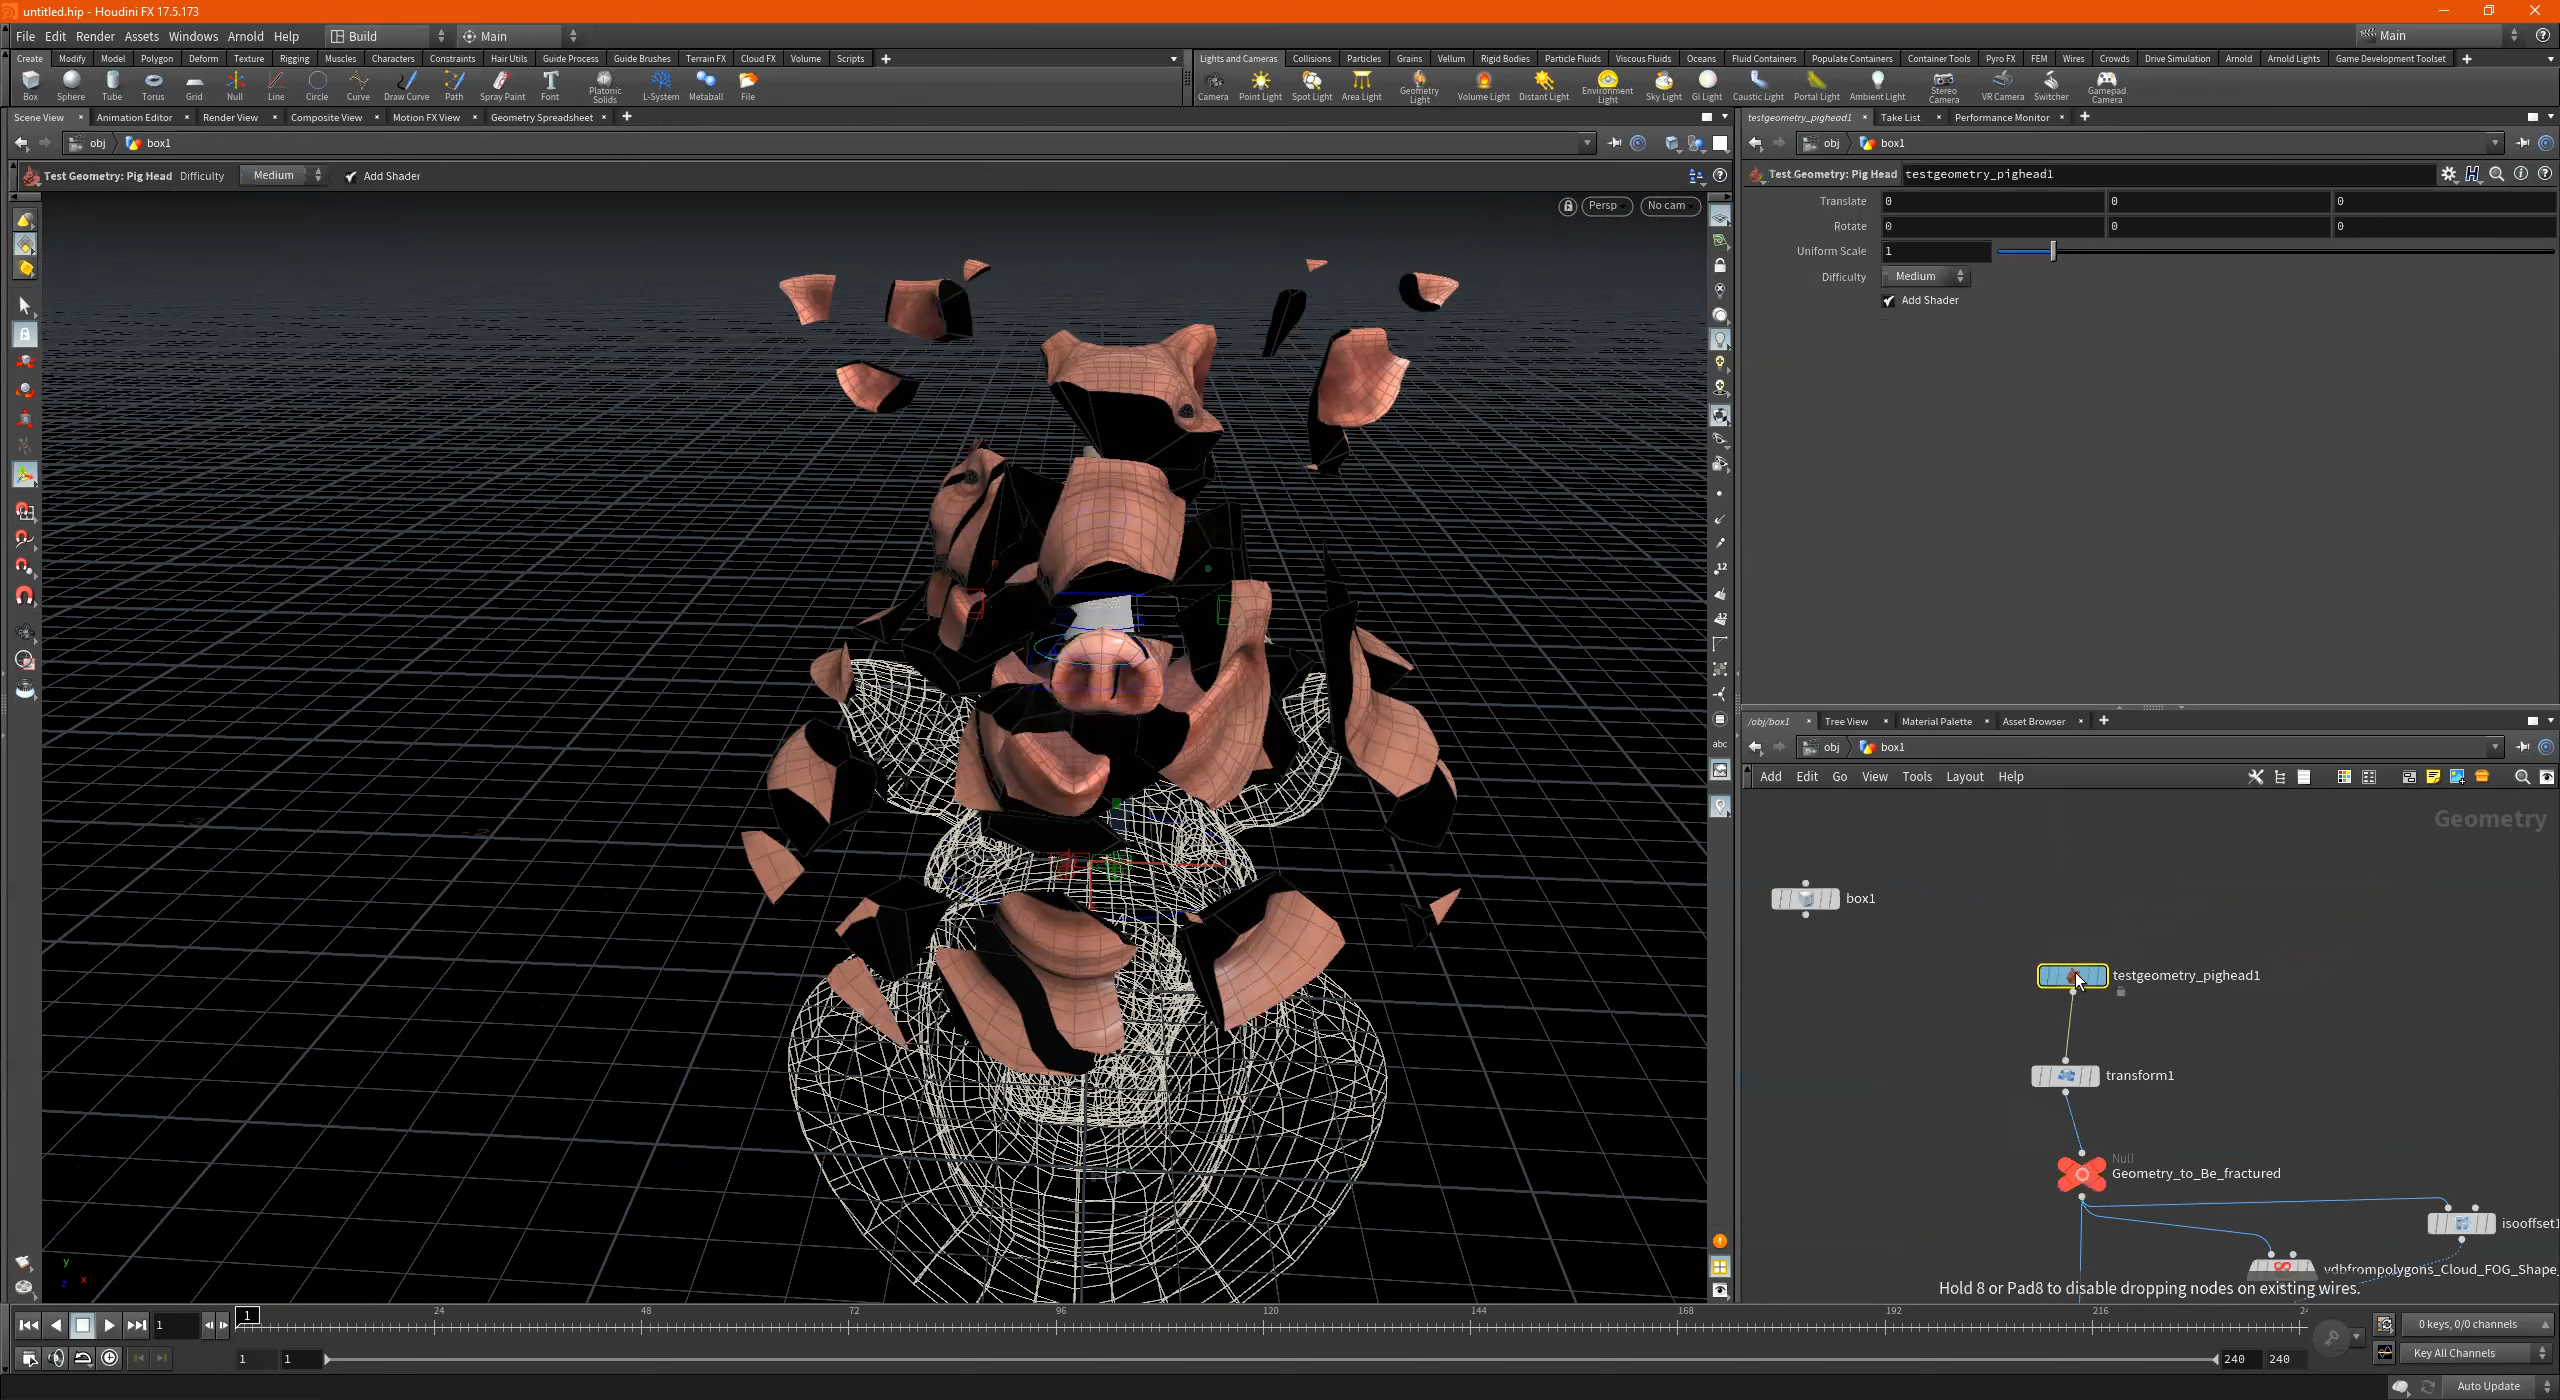 untitled.hip - Houdini FX 17.5.173
File Edit Render Assets Windows Arnold Help Build Main Main
Create Modify Model Polygon Deform Texture Rigging Muscles Characters Constraints Hair Utils Guide Process Guide Brushes Terrain FX Cloud FX Volume Scripts
Lights and Cameras Collisions Particles Grains Vellum Rigid Bodies Particle Fluids Viscous Fluids Oceans Fluid Containers Populate Containers Container Tools Pyro FX FEM Wires Crowds Drive Simulation Arnold Arnold Lights Game Development Toolset
Box Sphere Tube Torus Grid Null Line Circle Curve Draw Curve Path Spray Paint Font Platonic Solids L-System Metaball File
Camera Point Light Spot Light Area Light Geometry Light Volume Light Distant Light Environment Light Sky Light GI Light Caustic Light Portal Light Ambient Light Stereo Camera VR Camera Switcher Gamepad Camera
Scene View Animation Editor Render View Composite View Motion FX View Geometry Spreadsheet
testgeometry_pighead1 Take List Performance Monitor
obj box1
obj box1
Test Geometry: Pig Head Difficulty Medium Add Shader
Test Geometry: Pig Head testgeometry_pighead1
Persp No cam
Translate 0 0 0
Rotate 0 0 0
Uniform Scale 1
Difficulty Medium
Add Shader
12
12
abc
/obj/box1 Tree View Material Palette Asset Browser
obj box1
Add Edit Go View Tools Layout Help
Geometry
box1
testgeometry_pighead1
transform1
Null
Geometry_to_Be_fractured
isooffset1
vdbfrompolygons_Cloud_FOG_Shape_
Hold 8 or Pad8 to disable dropping nodes on existing wires.
y
z x
1 1 24 48 72 96 120 144 168 192 216 24
0 keys, 0/0 channels
1 1 240 240
Key All Channels
Auto Update